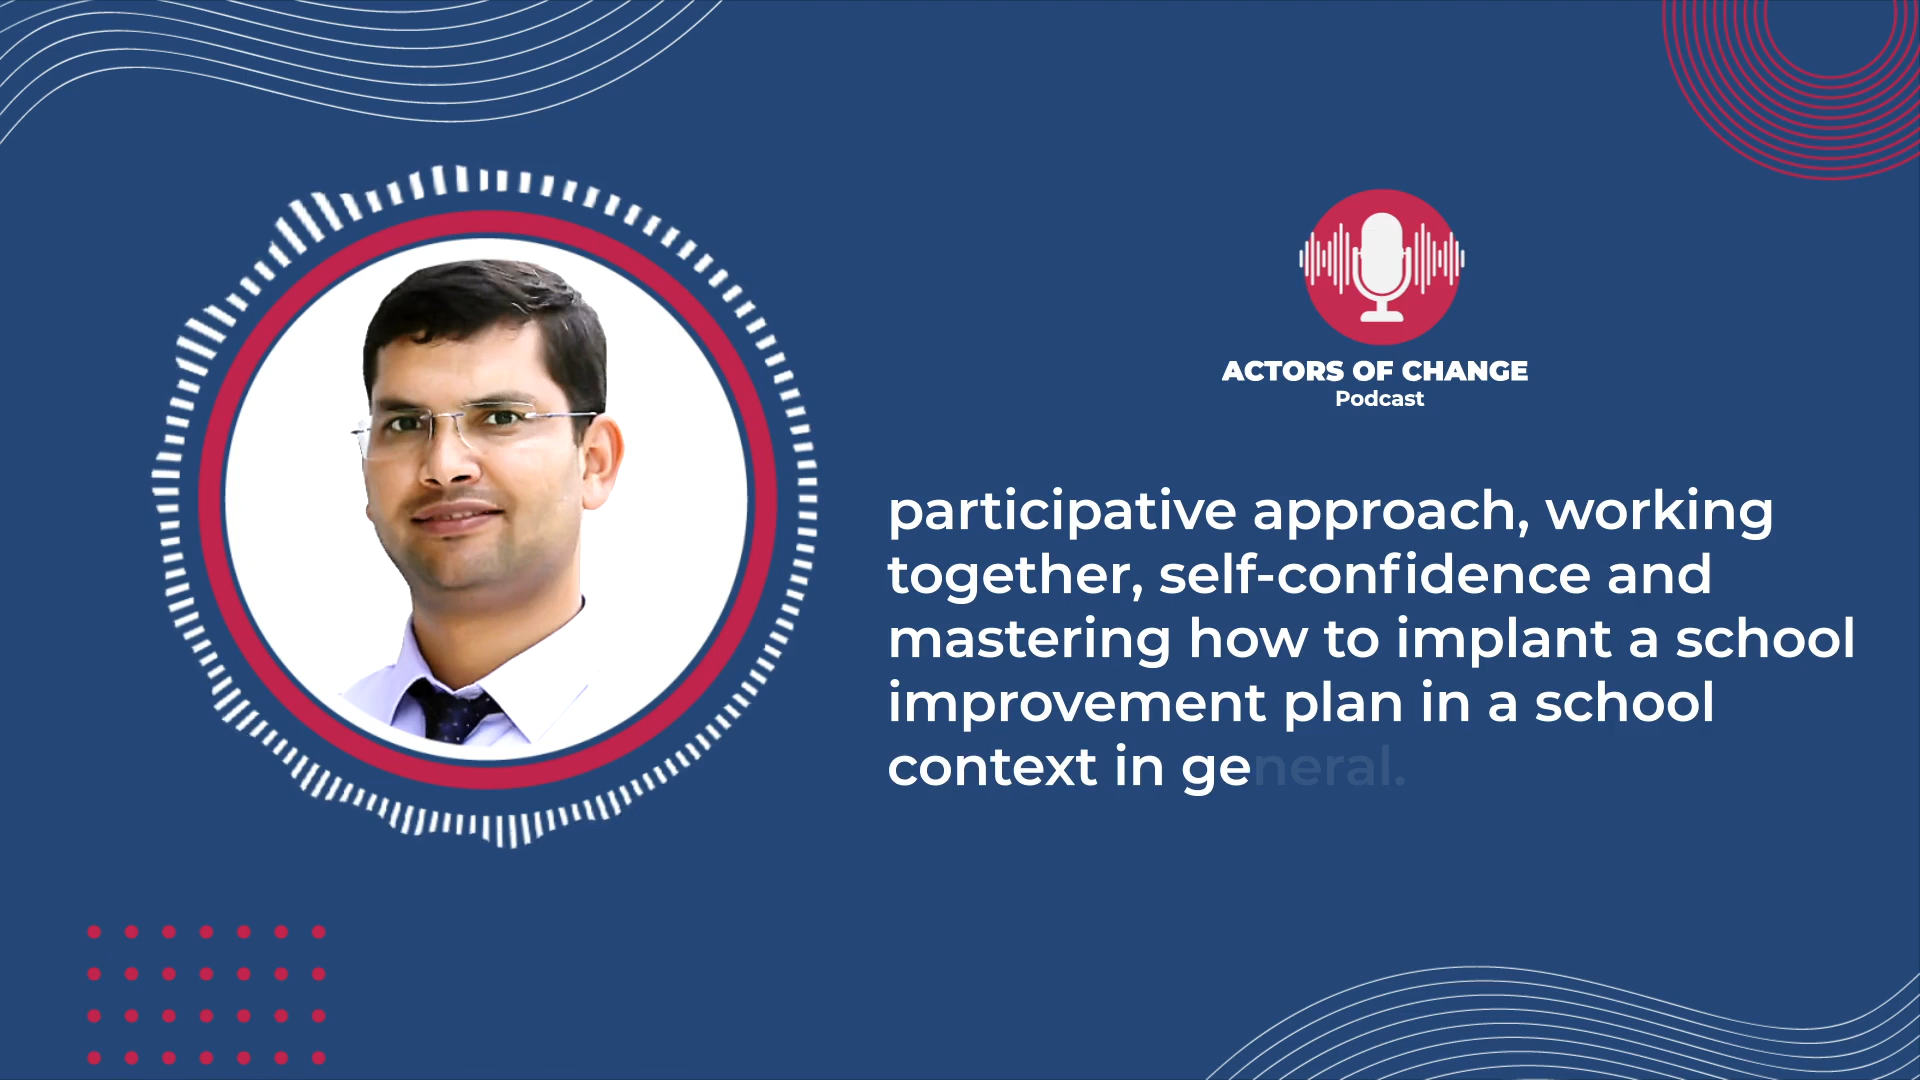 ACTORS OF CHANGE
Podcast
participative approach, working
together, self-confidence and
mastering how to implant a school
improvement plan in a school
context in general.